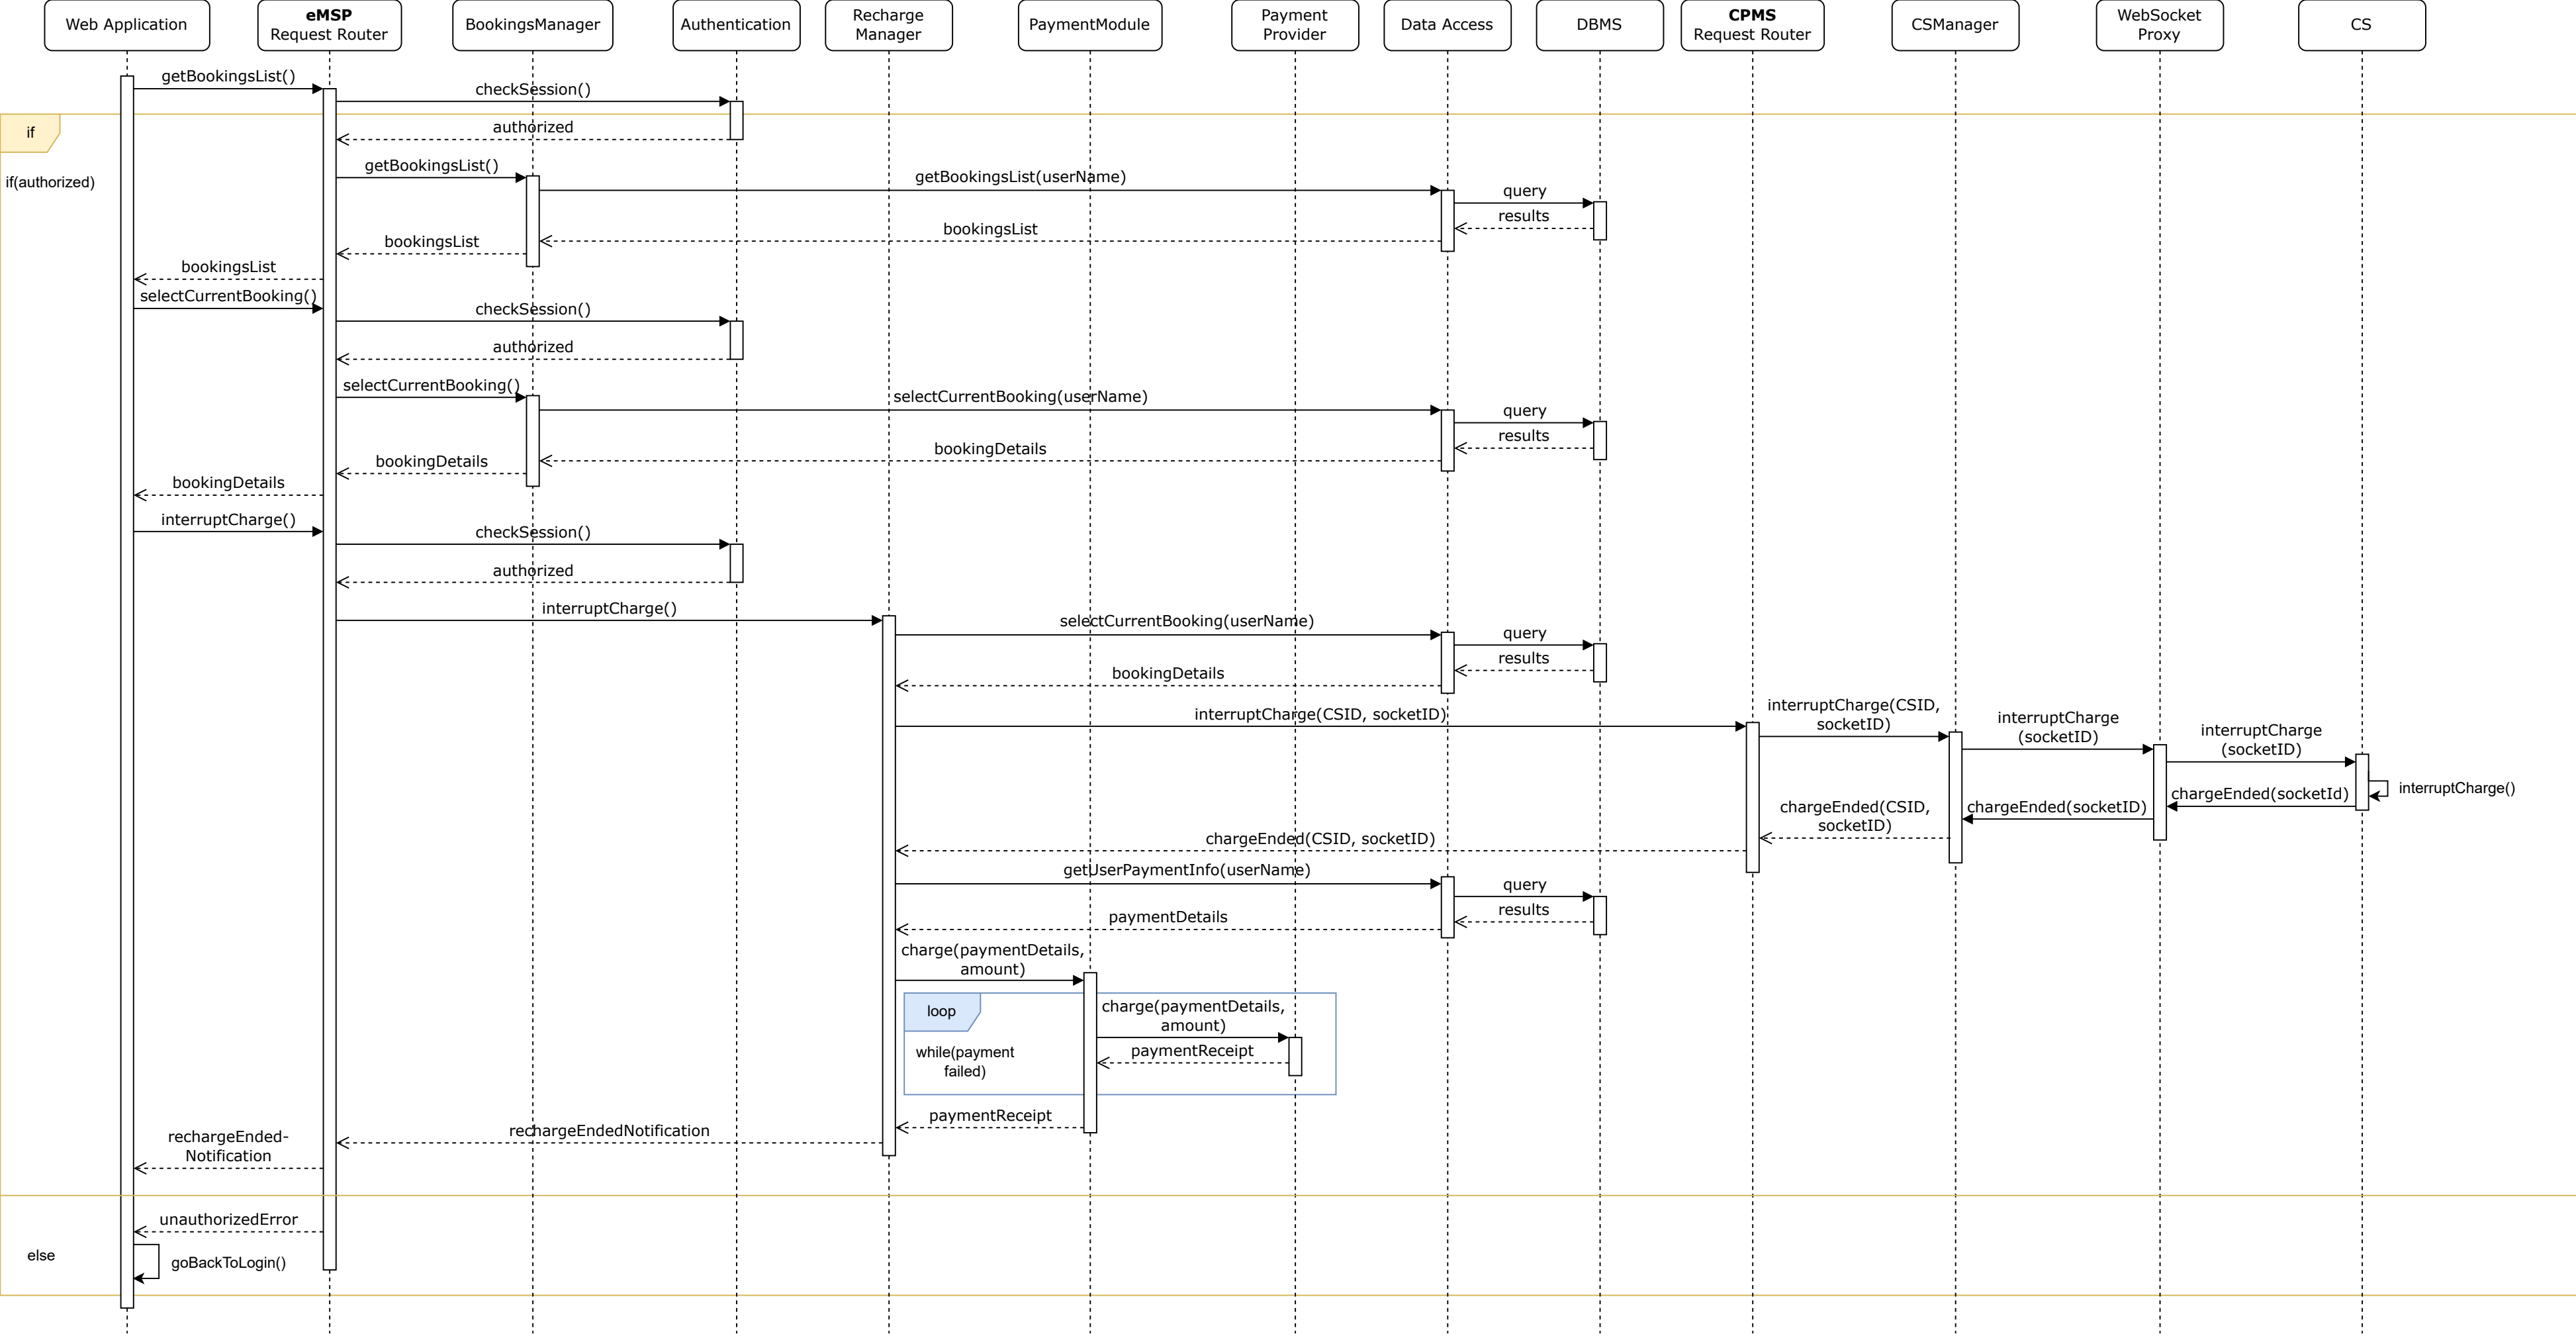 Web Application
eMSP
Request Router
BookingsManager
Authentication
Recharge
Manager
PaymentModule
Payment
Provider
Data Access
DBMS
CPMS
Request Router
CSManager
WebSocket
Proxy
CS
getBookingsList()
checkSession()
if
authorized
if(authorized)
getBookingsList()
getBookingsList(userName)
query
results
bookingsList
bookingsList
bookingsList
selectCurrentBooking()
checkSession()
authorized
selectCurrentBooking()
selectCurrentBooking(userName)
query
results
bookingDetails
bookingDetails
bookingDetails
interruptCharge()
checkSession()
authorized
interruptCharge()
selectCurrentBooking(userName)
query
results
bookingDetails
interruptCharge(CSID, socketID)
interruptCharge(CSID,
socketID)
interruptCharge
(socketID)
interruptCharge
(socketID)
interruptCharge()
chargeEnded(socketId)
chargeEnded(socketID)
chargeEnded(CSID,
socketID)
chargeEnded(CSID, socketID)
getUserPaymentInfo(userName)
query
results
paymentDetails
charge(paymentDetails,
amount)
loop
charge(paymentDetails,
amount)
while(payment
failed)
paymentReceipt
paymentReceipt
rechargeEndedNotification
rechargeEnded-
Notification
unauthorizedError
else
goBackToLogin()